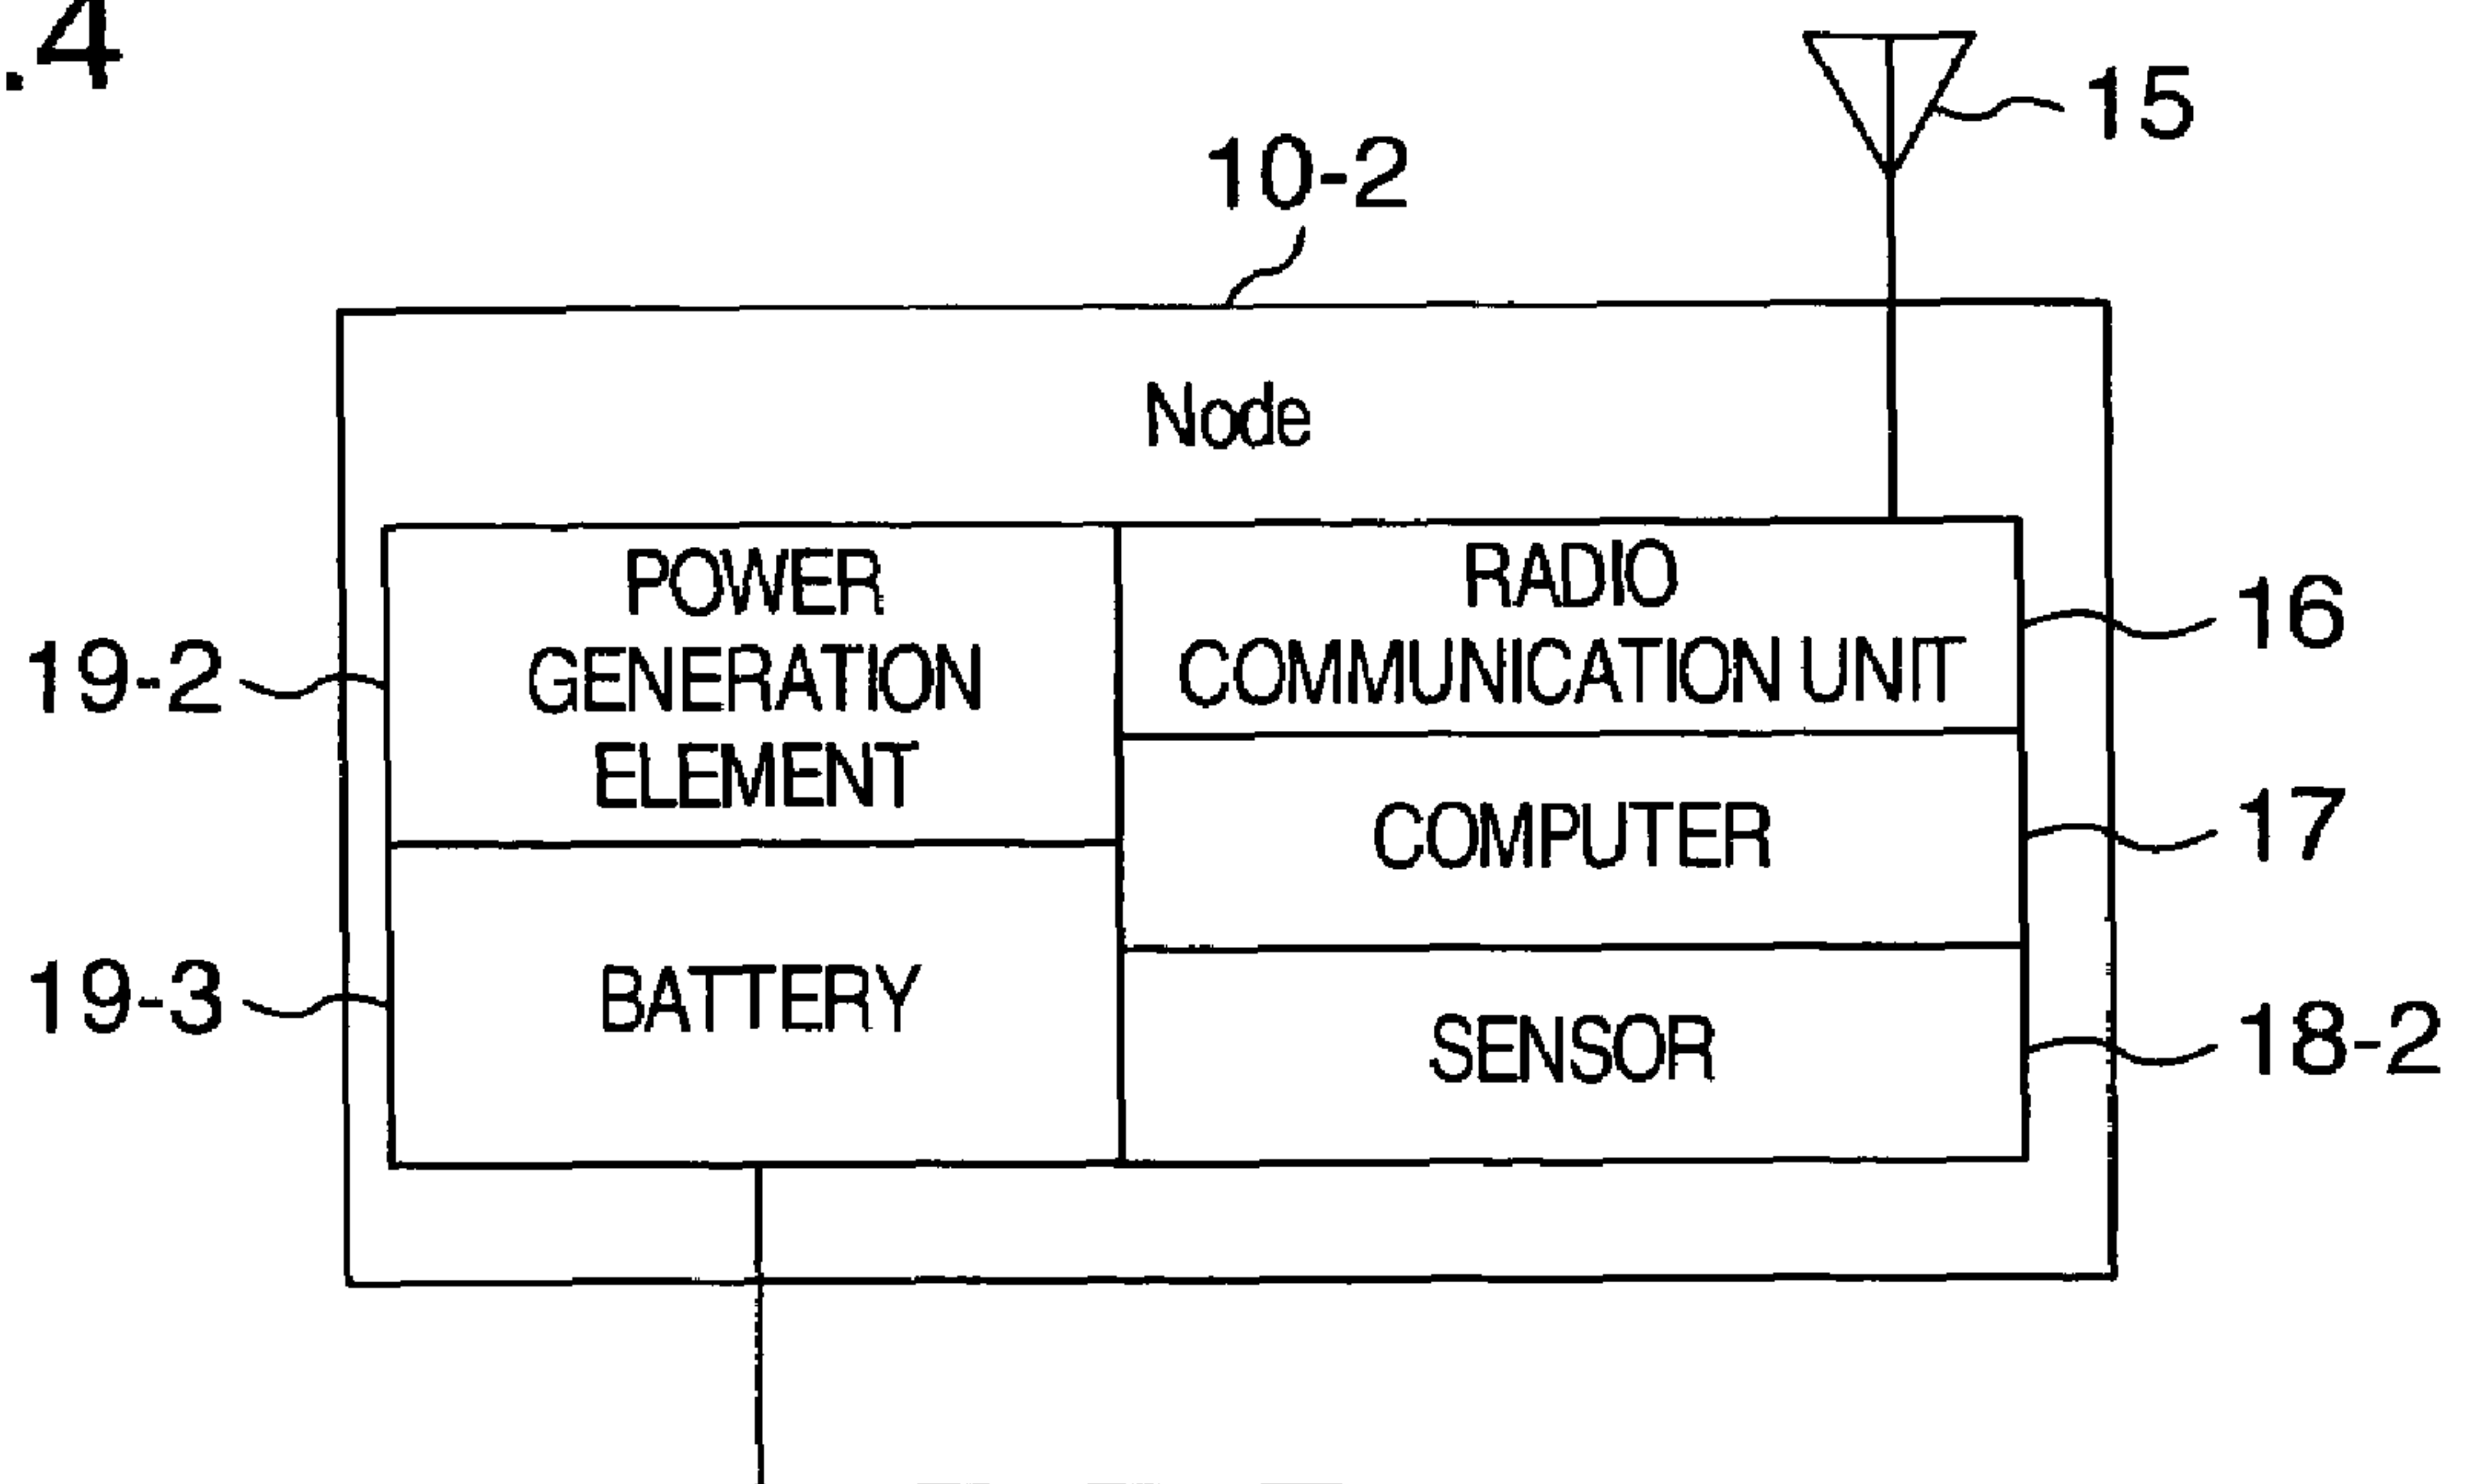 .4
15
10-2
Node
POWER
GENERATION
ELEMENT
RADIO
COMMUNICATION UNIT
16
19-2
COMPUTER
17
19-3
BATTERY
SENSOR
18-2